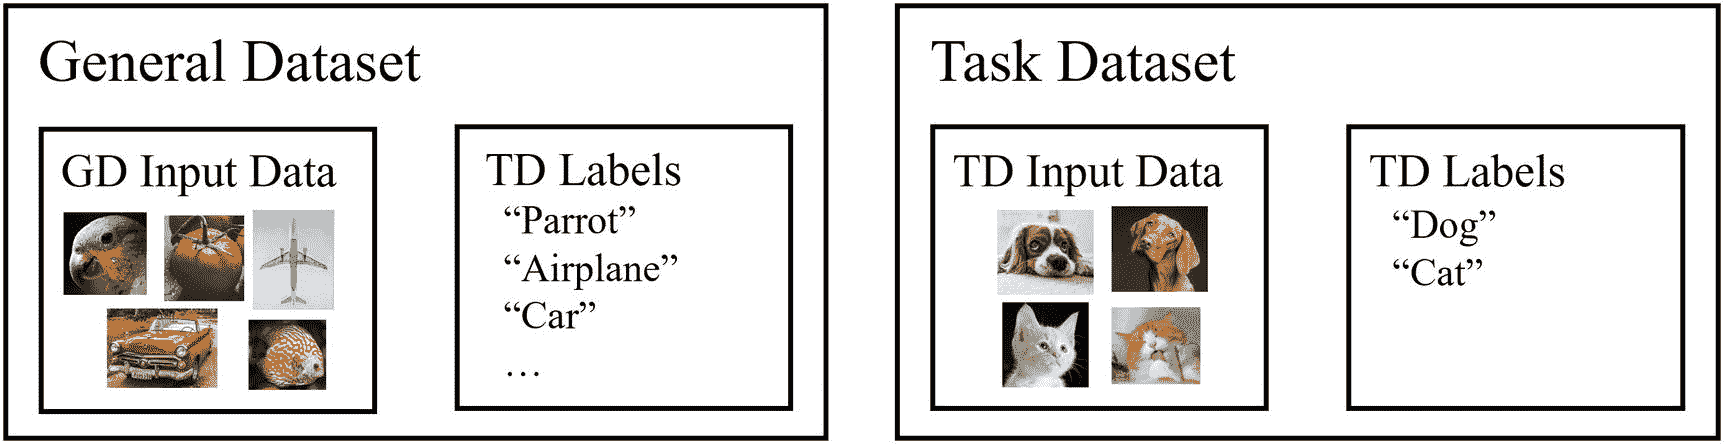 General Dataset
GD Input Data
TD Labels
“Parrot”
“Airplane”
“Car”
…
Task Dataset
TD Input Data
TD Labels
“Dog”
“Cat”